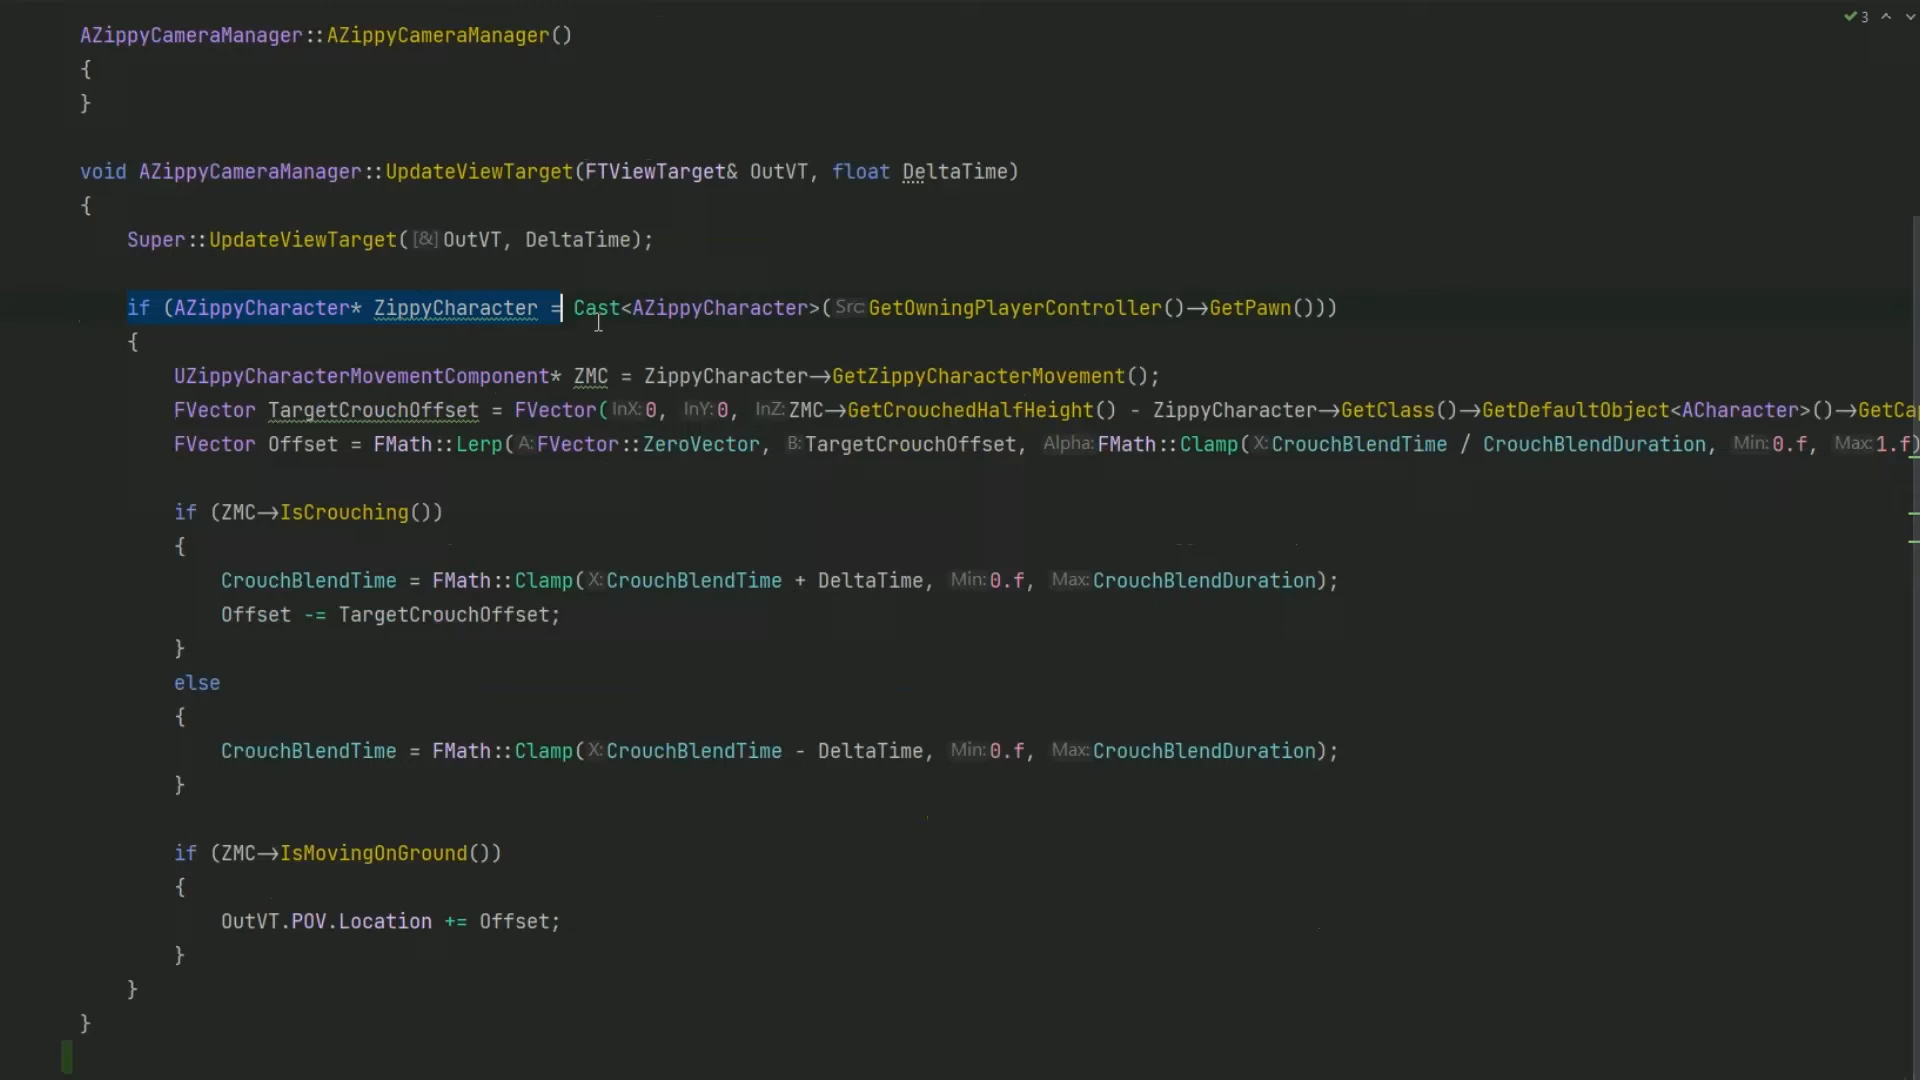 AZippyCameraManager::AZippyCameraManager()
{
}
void AZippyCameraManager::UpdateViewTarget(FTViewTarget& OutVT, float DeltaTime)
{
Super::UpdateViewTarget([&]OutVT, DeltaTime);
if (AZippyCharacter* ZippyCharacter = Cast<AZippyCharacter>(Src:GetOwningPlayerController()->GetPawn()))
{
UZippyCharacterMovementComponent* ZMC = ZippyCharacter->GetZippyCharacterMovement();
FVector TargetCrouchOffset = FVector(InX:0, InY:0, InZ:ZMC->GetCrouchedHalfHeight() - ZippyCharacter->GetClass()->GetDefaultObject<ACharacter>()->GetCa
FVector Offset = FMath::Lerp(A:FVector::ZeroVector, B:TargetCrouchOffset, Alpha:FMath::Clamp(X:CrouchBlendTime / CrouchBlendDuration, Min:0.f, Max:1.f)
if (ZMC->IsCrouching())
{
CrouchBlendTime = FMath::Clamp(X:CrouchBlendTime + DeltaTime, Min:0.f, Max:CrouchBlendDuration);
Offset -= TargetCrouchOffset;
}
else
{
CrouchBlendTime = FMath::Clamp(X:CrouchBlendTime - DeltaTime, Min:0.f, Max:CrouchBlendDuration);
}
if (ZMC->IsMovingOnGround())
{
OutVT.POV.Location += Offset;
}
}
}
3